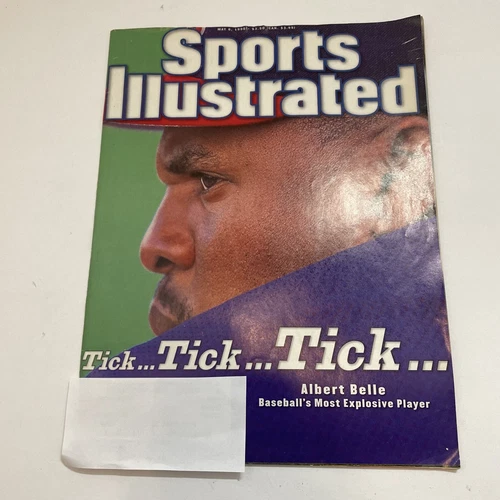 Sports
Illustrated
Tick... Tick... Tick...
Albert Belle
Baseball's Most Explosive Player